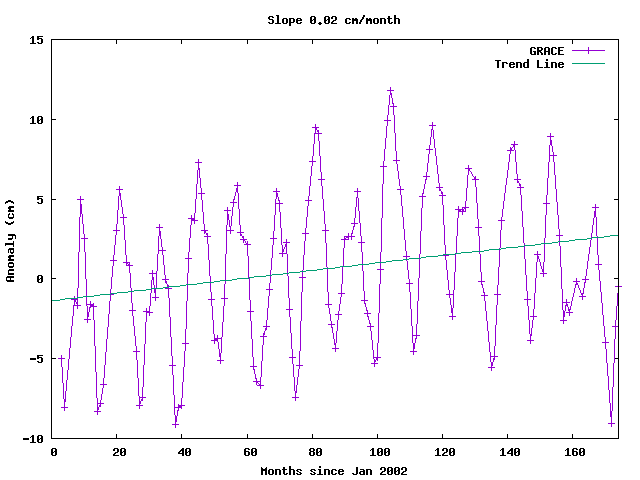 Slope 0.02 cm/month
GRACE
Trend Line
15
10
5
0
-5
-10
Anomaly (cm)
0 20 40 60 80 100 120 140 160
Months since Jan 2002